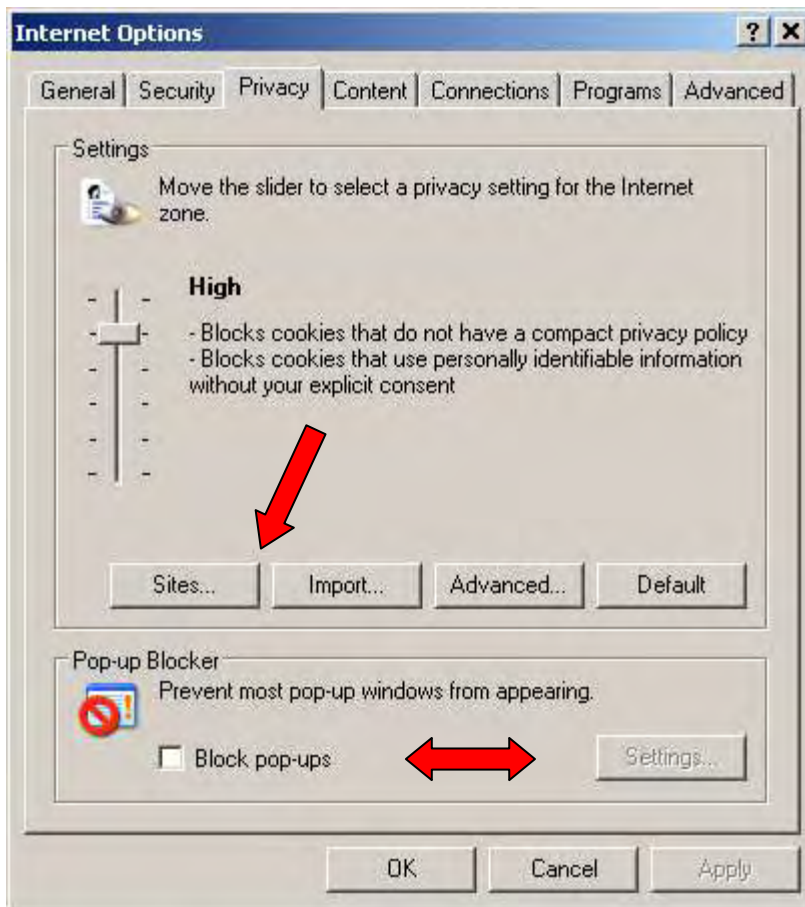 Internet Options
General Security Privacy Content Connections Programs Advanced
Settings
Move the slider to select a privacy setting for the Internet
zone.
High
- Blocks cookies that do not have a compact privacy policy
- Blocks cookies that use personally identifiable information
without your explicit consent
Sites... Import... Advanced... Default
Pop-up Blocker
Prevent most pop-up windows from appearing.
Block pop-ups Settings...
OK Cancel Apply